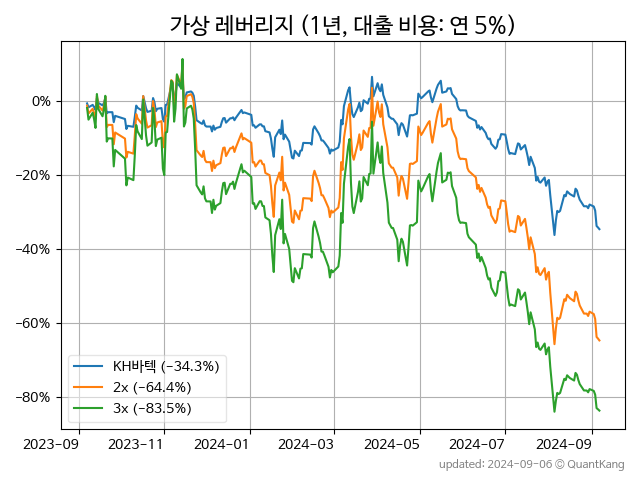 가상 레버리지 (1년, 대출 비용: 연 5%)
0%
−20%
−40%
−60%
−80%
KH바텍 (−34.3%)
2x (−64.4%)
3x (−83.5%)
2023-09 2023-11 2024-01 2024-03 2024-05 2024-07 2024-09
updated: 2024-09-06 © QuantKang